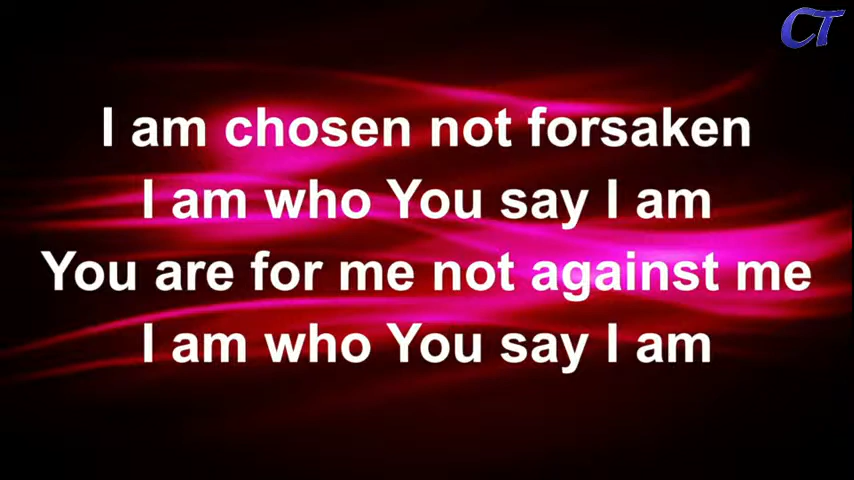 CT
I am chosen not forsaken
I am who You say I am
You are for me not against me
I am who You say I am